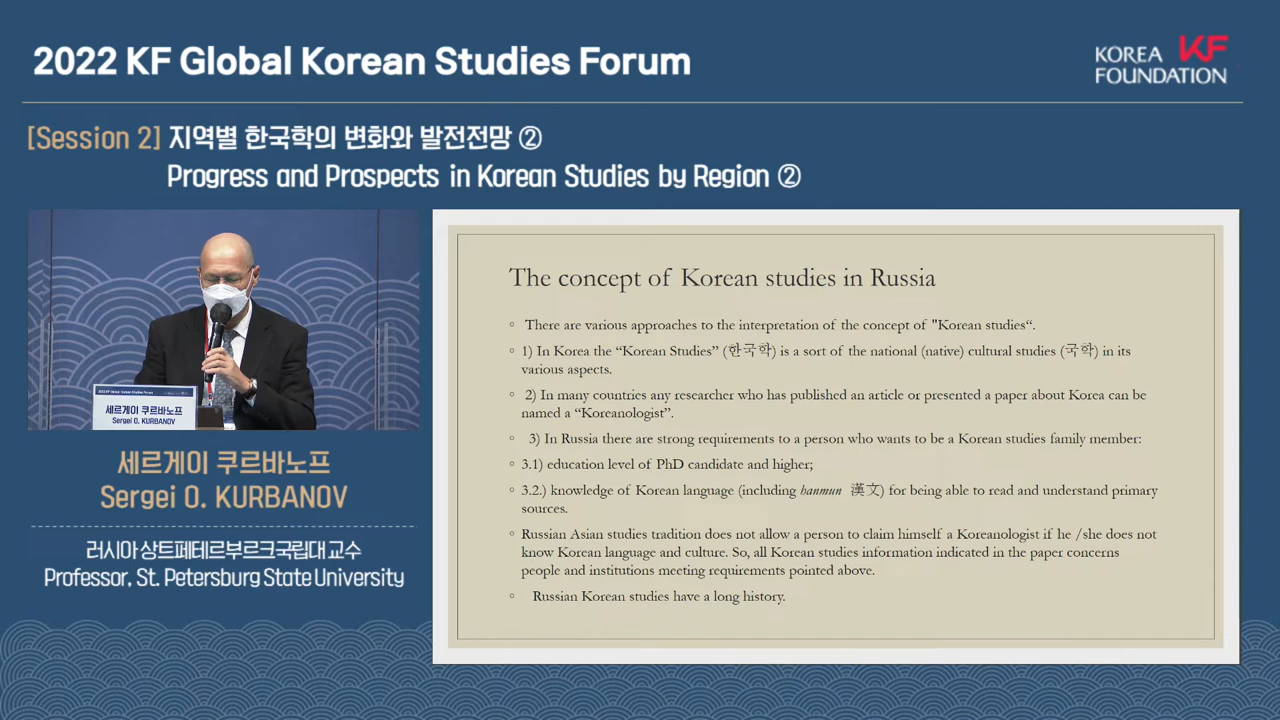 2022 KF Global Korean Studies Forum
KOREA KF
FOUNDATION
[Session 2] 지역별 한국학의 변화와 발전전망 ②
Progress and Prospects in Korean Studies by Region ②
2022 KF Global Korean Studies Forum
세르게이 쿠르바노프
Sergei O. KURBANOV
세르게이 쿠르바노프
Sergei O. KURBANOV
러시아 상트페테르부르크국립대 교수
Professor, St. Petersburg State University
The concept of Korean studies in Russia
◦ There are various approaches to the interpretation of the concept of "Korean studies“.
◦ 1) In Korea the “Korean Studies” (한국학) is a sort of the national (native) cultural studies (국학) in its
various aspects.
◦ 2) In many countries any researcher who has published an article or presented a paper about Korea can be
named a “Koreanologist”.
◦ 3) In Russia there are strong requirements to a person who wants to be a Korean studies family member:
◦ 3.1) education level of PhD candidate and higher;
◦ 3.2.) knowledge of Korean language (including hanmun 漢文) for being able to read and understand primary
sources.
◦ Russian Asian studies tradition does not allow a person to claim himself a Koreanologist if he /she does not
know Korean language and culture. So, all Korean studies information indicated in the paper concerns
people and institutions meeting requirements pointed above.
◦ Russian Korean studies have a long history.